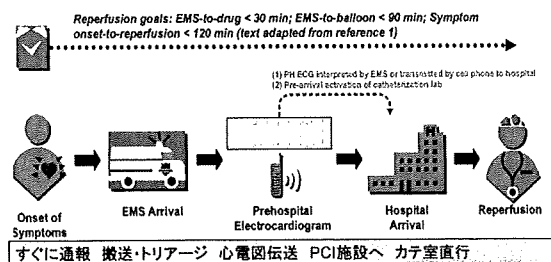 Reperfusion goals: EMS-to-drug < 30 min; EMS-to-balloon < 90 min; Symptom
onset-to-reperfusion < 120 min (text adapted from reference 1)
(1) PH ECG interpreted by EMS or transmitted by cell phone to hospital
(2) Pre-arrival activation of catheterization lab
H
Onset of
Symptoms
EMS Arrival
Prehospital
Electrocardiogram
Hospital
Arrival
Reperfusion
すぐに通報 搬送・トリアージ 心電図伝送 PCI施設へ カテ室直行